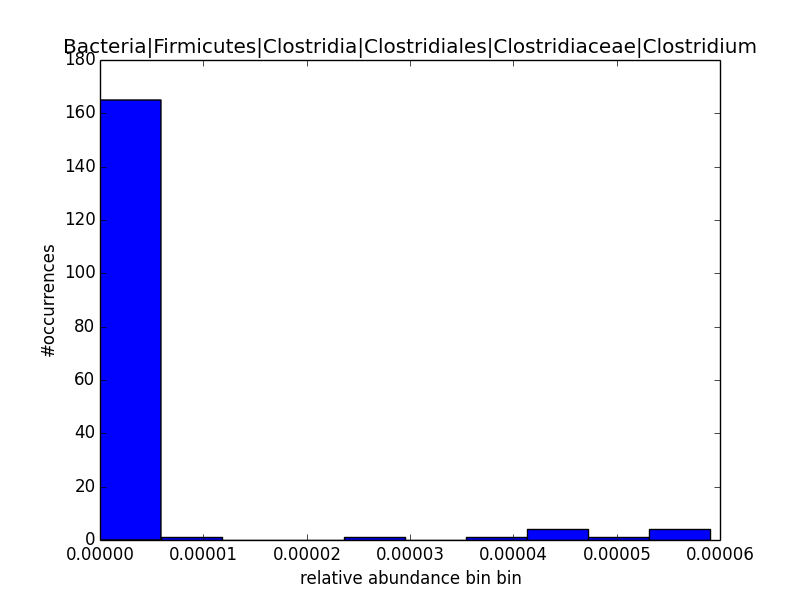 Bacteria|Firmicutes|Clostridia|Clostridiales|Clostridiaceae|Clostridium
180
160
140
120
100
80
60
40
20
0
#occurrences
0.00000 0.00001 0.00002 0.00003 0.00004 0.00005 0.00006
relative abundance bin bin